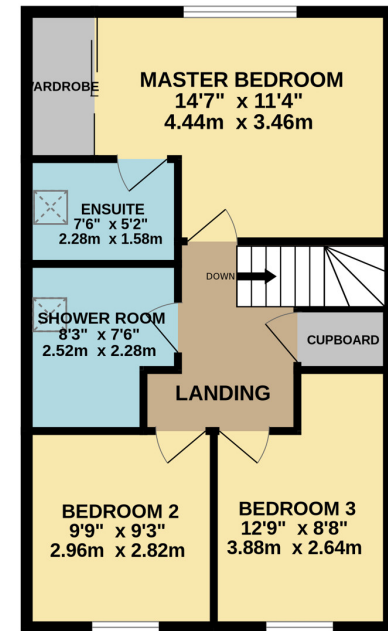 WARDROBE
MASTER BEDROOM
14'7" x 11'4"
4.44m x 3.46m
ENSUITE
7'6" x 5'2"
2.28m x 1.58m
DOWN
SHOWER ROOM
8'3" x 7'6"
2.52m x 2.28m
CUPBOARD
LANDING
BEDROOM 2
9'9" x 9'3"
2.96m x 2.82m
BEDROOM 3
12'9" x 8'8"
3.88m x 2.64m